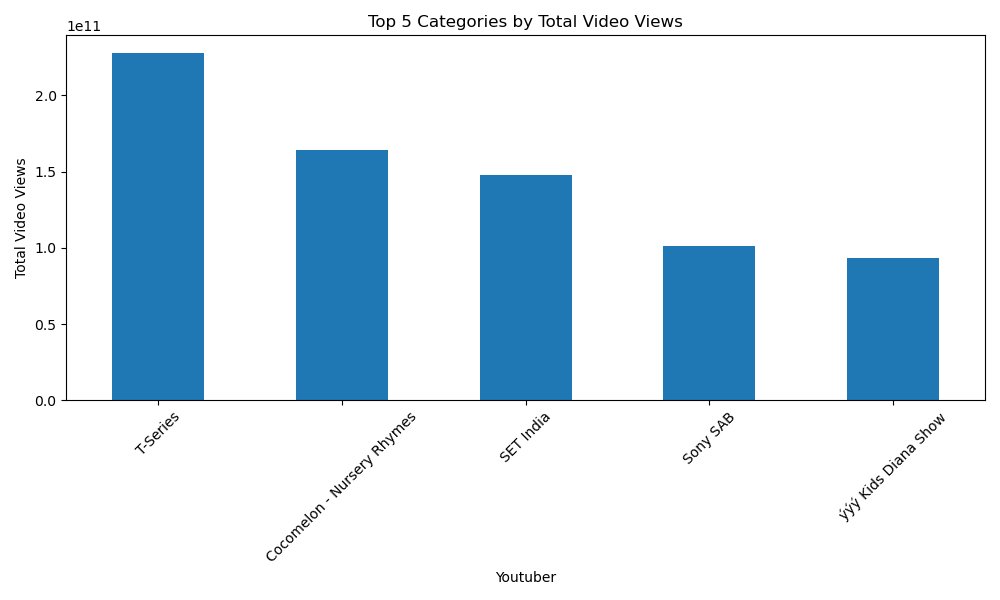 Top 5 Categories by Total Video Views
1e11
2.0
1.5
1.0
0.5
0.0
Total Video Views
T-Series
Cocomelon - Nursery Rhymes
SET India
Sony SAB
ýýý Kids Diana Show
Youtuber